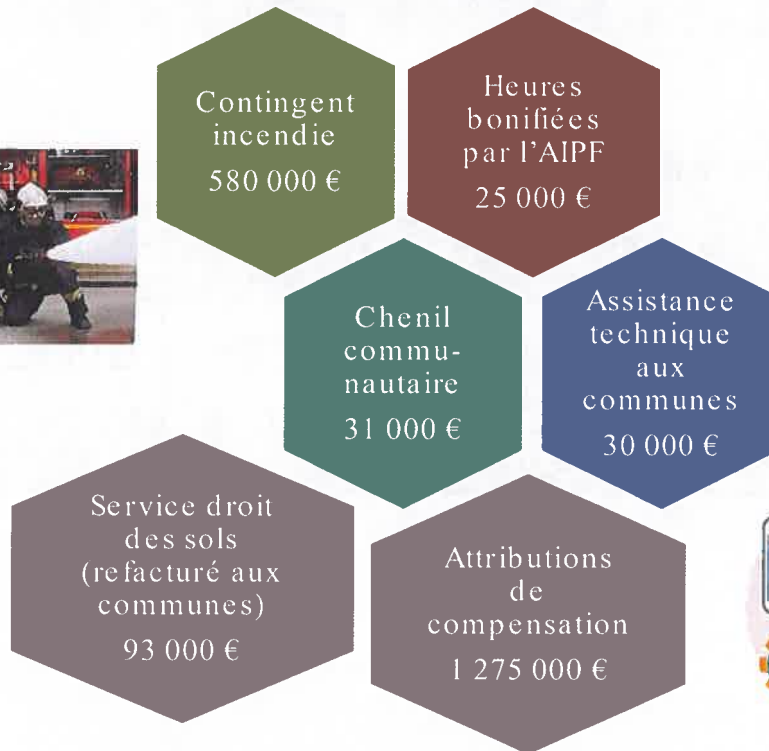 Contingent
incendie
580 000 €
Heures
bonifiées
par l'AIPF
25 000 €
Chenil
commu-
nautaire
31 000 €
Assistance
technique
aux
communes
30 000 €
Service droit
des sols
(refacturé aux
communes)
93 000 €
Attributions
de
compensation
1 275 000 €